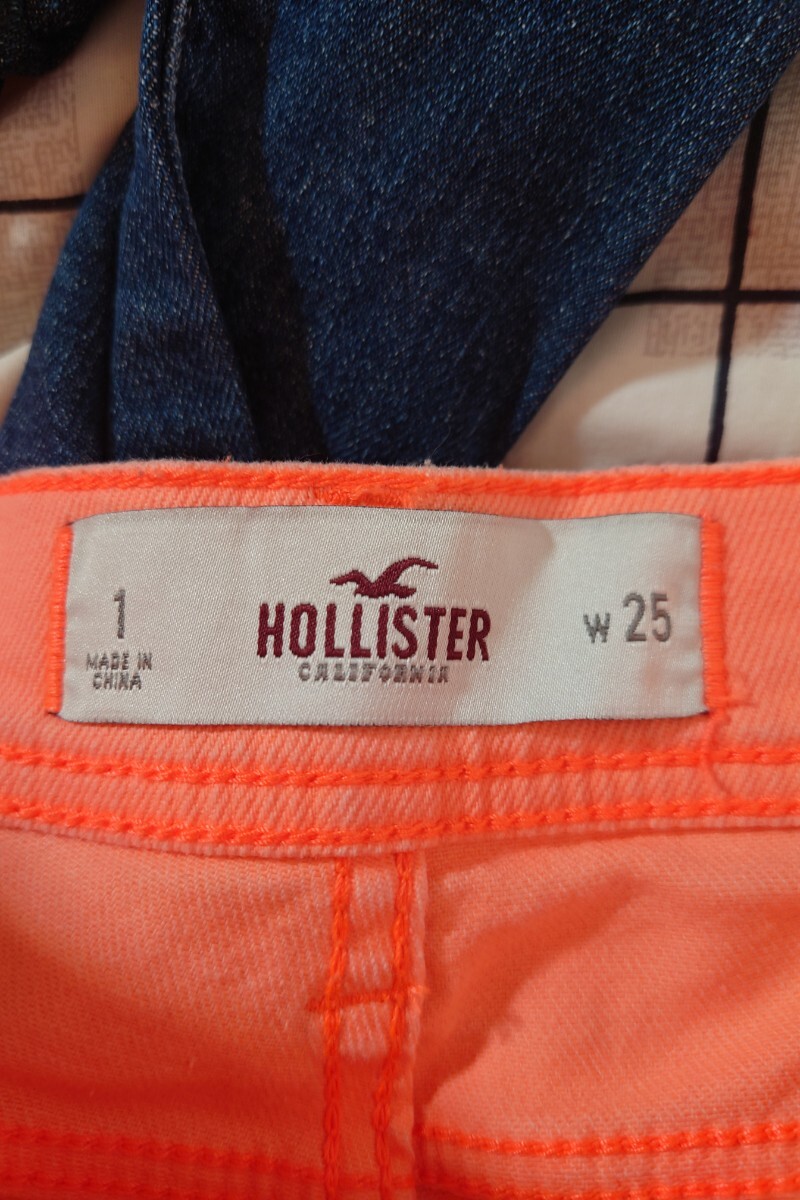 1
MADE IN
CHINA
HOLLISTER
CALIFORNIA
W 25